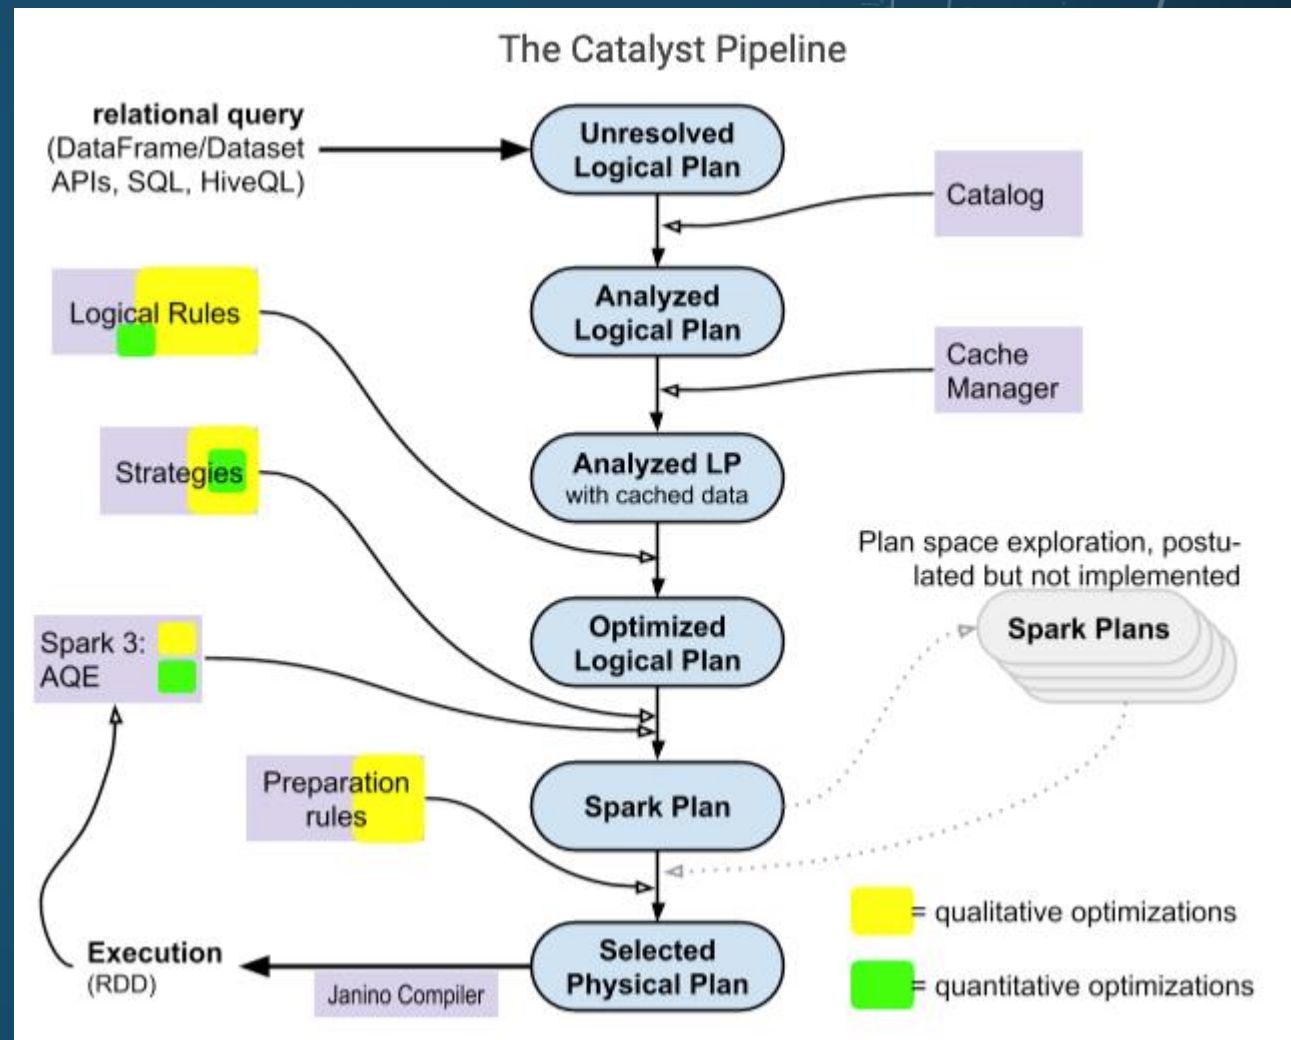 The Catalyst Pipeline
relational query
(DataFrame/Dataset
APIs, SQL, HiveQL)
Unresolved
Logical Plan
Catalog
Logical Rules
Analyzed
Logical Plan
Cache
Manager
Strategies
Analyzed LP
with cached data
Plan space exploration, postu-
lated but not implemented
Spark 3:
AQE
Optimized
Logical Plan
Spark Plans
Preparation
rules
Spark Plan
= qualitative optimizations
Execution
(RDD)
Janino Compiler
Selected
Physical Plan
= quantitative optimizations